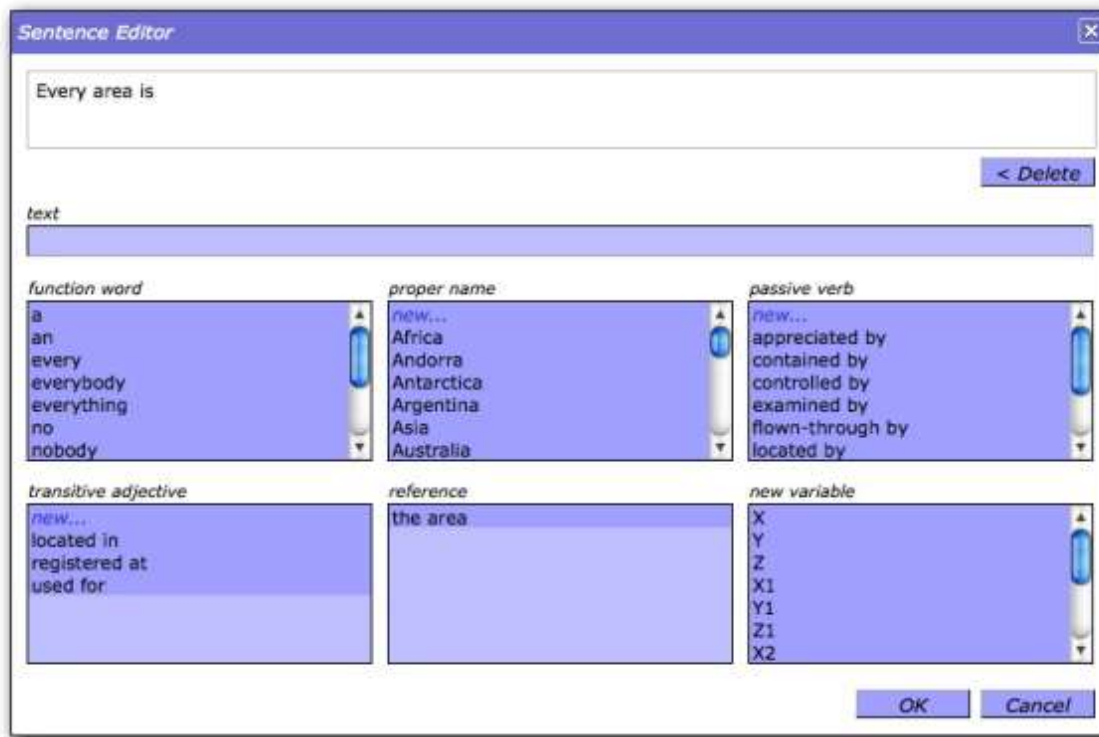 Sentence Editor
Every area is
< Delete
text
function word
a
an
every
everybody
everything
no
nobody
proper name
new...
Africa
Andorra
Antarctica
Argentina
Asia
Australia
passive verb
new...
appreciated by
contained by
controlled by
examined by
flown-through by
located by
transitive adjective
new...
located in
registered at
used for
reference
the area
new variable
X
Y
Z
X1
Y1
Z1
X2
OK
Cancel